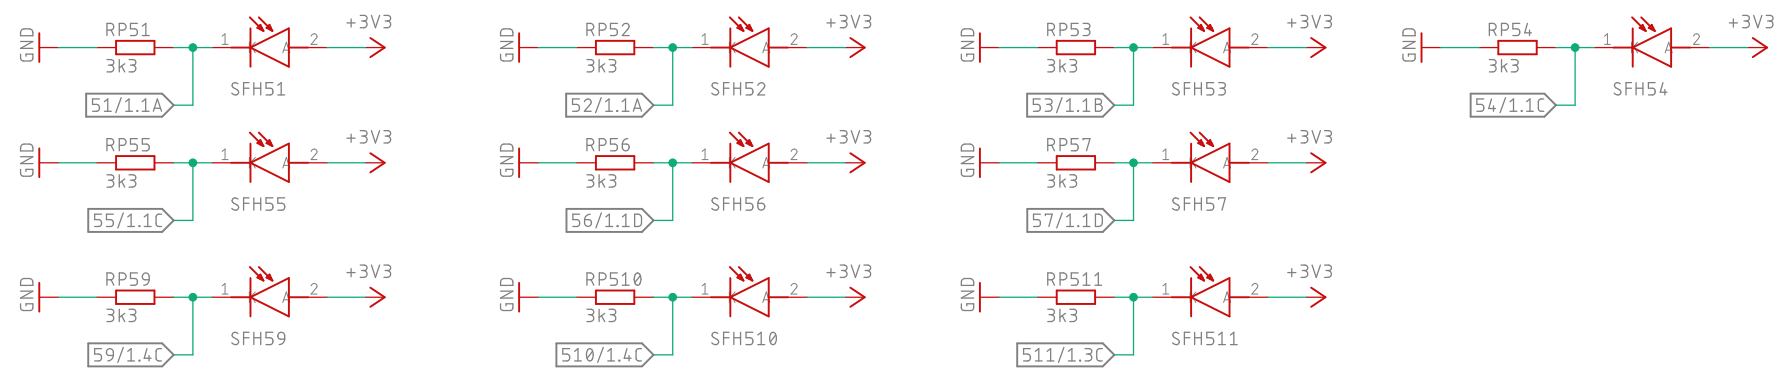 GND RP51 3k3 1 A 2 +3V3 SFH51 51/1.1A
GND RP52 3k3 1 A 2 +3V3 SFH52 52/1.1A
GND RP53 3k3 1 A 2 +3V3 SFH53 53/1.1B
GND RP54 3k3 1 A 2 +3V3 SFH54 54/1.1C
GND RP55 3k3 1 A 2 +3V3 SFH55 55/1.1C
GND RP56 3k3 1 A 2 +3V3 SFH56 56/1.1D
GND RP57 3k3 1 A 2 +3V3 SFH57 57/1.1D
GND RP59 3k3 1 A 2 +3V3 SFH59 59/1.4C
GND RP510 3k3 1 A 2 +3V3 SFH510 510/1.4C
GND RP511 3k3 1 A 2 +3V3 SFH511 511/1.3C